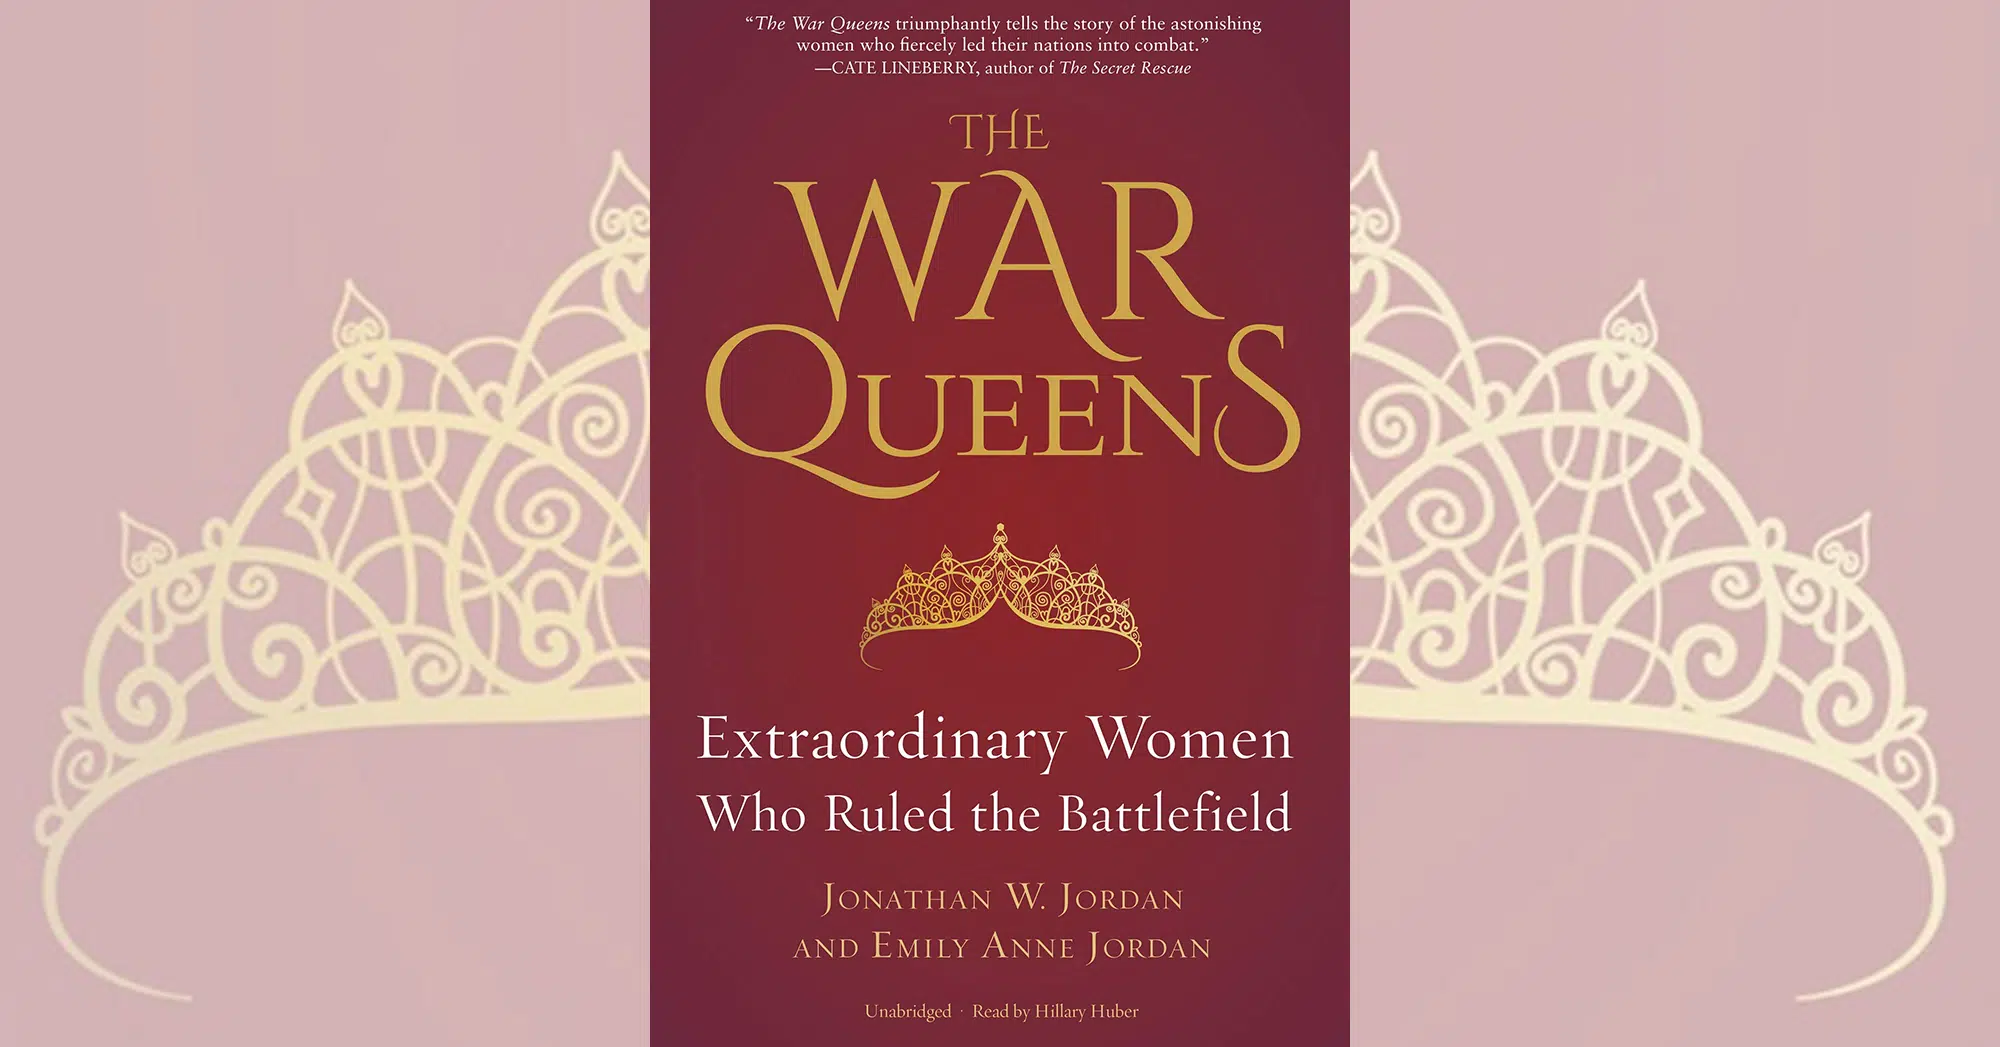 “The War Queens triumphantly tells the story of the astonishing
women who fiercely led their nations into combat.”
—CATE LINEBERRY, author of The Secret Rescue
THE
WAR
QUEENS
Extraordinary Women
Who Ruled the Battlefield
JONATHAN W. JORDAN
AND EMILY ANNE JORDAN
Unabridged · Read by Hillary Huber